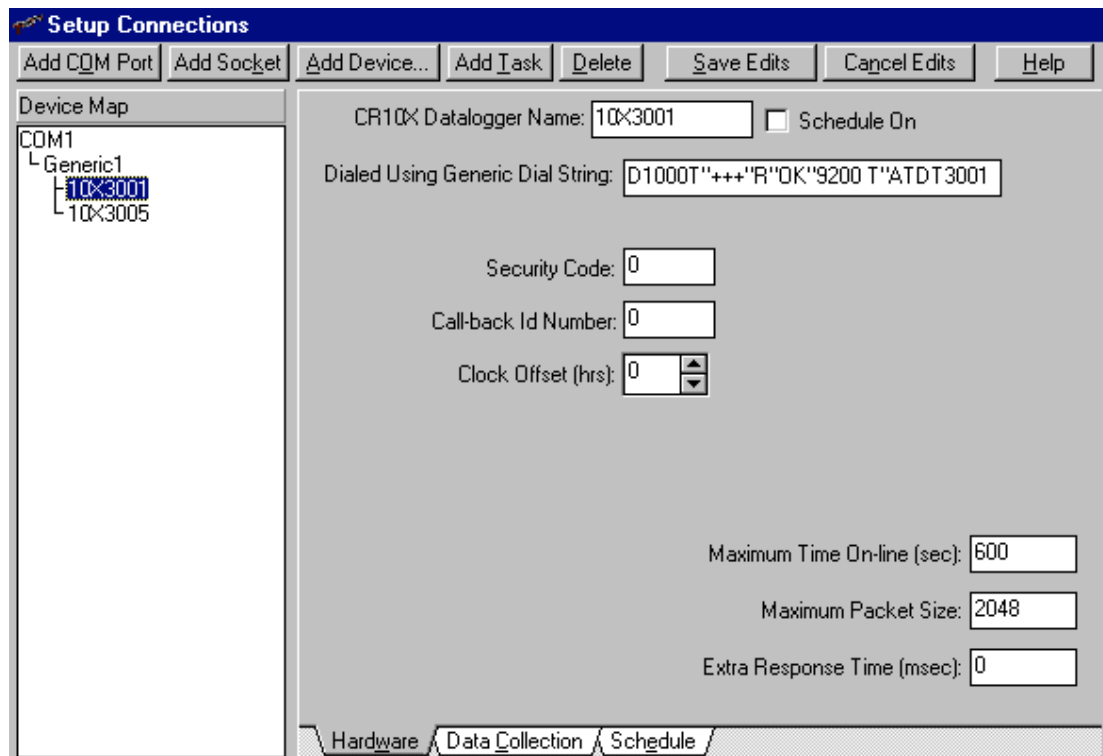 Setup Connections
Add COM Port Add Socket Add Device... Add Task Delete Save Edits Cancel Edits Help
Device Map
COM1
Generic1
10X3001
10X3005
CR10X Datalogger Name: 10X3001 Schedule On
Dialed Using Generic Dial String: D1000T"+++"R"OK"9200 T"ATDT3001
Security Code: 0
Call-back Id Number: 0
Clock Offset (hrs): 0
Maximum Time On-line (sec): 600
Maximum Packet Size: 2048
Extra Response Time (msec): 0
Hardware Data Collection Schedule